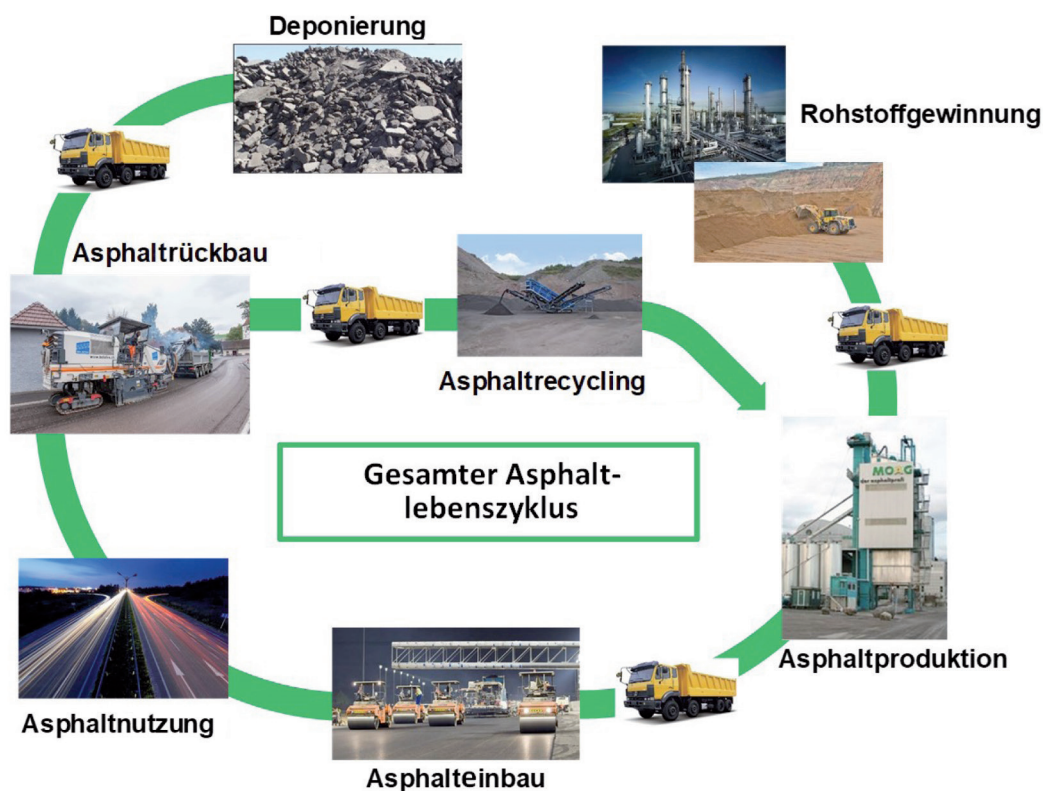 Deponierung
Rohstoffgewinnung
Asphaltrückbau
Asphaltrecycling
Gesamter Asphalt-
lebenszyklus
MOAG
der asphaltprofi
Asphaltproduktion
Asphaltnutzung
Asphalteinbau